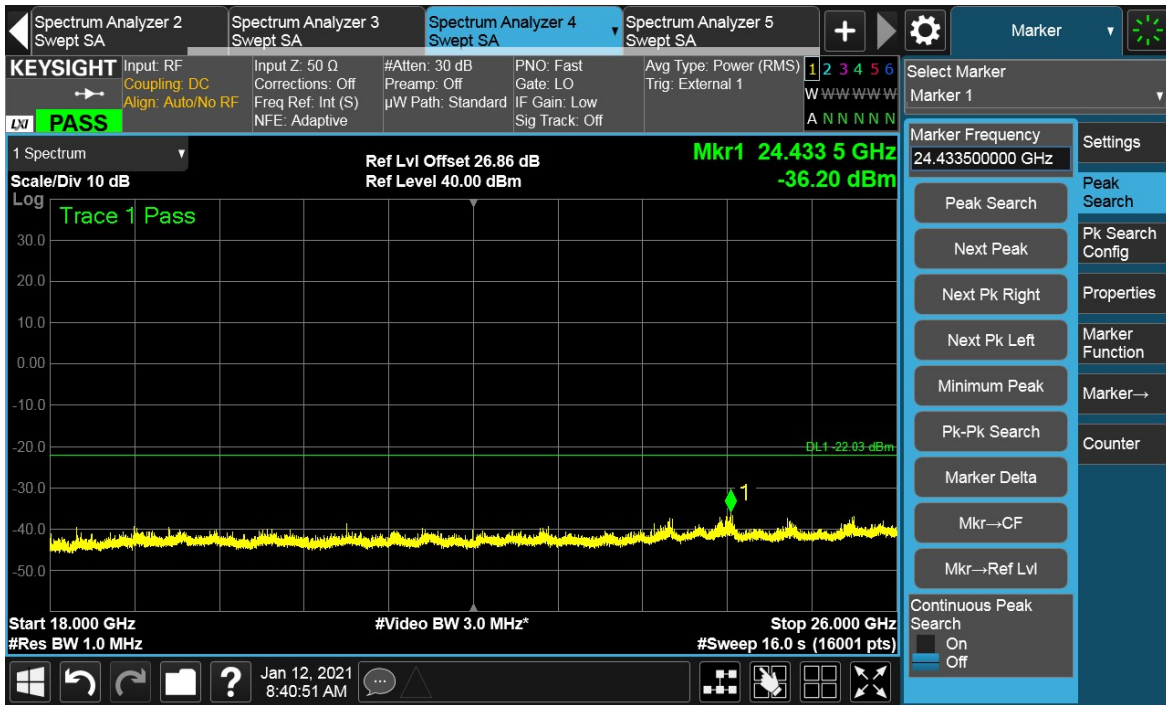 Spectrum Analyzer 2
Swept SA
Spectrum Analyzer 3
Swept SA
Spectrum Analyzer 4
Swept SA
Spectrum Analyzer 5
Swept SA
+
Marker
KEYSIGHT
LXI PASS
Input: RF
Coupling: DC
Align: Auto/No RF
Input Z: 50 Ω
Corrections: Off
Freq Ref: Int (S)
NFE: Adaptive
#Atten: 30 dB
Preamp: Off
µW Path: Standard
PNO: Fast
Gate: LO
IF Gain: Low
Sig Track: Off
Avg Type: Power (RMS)
Trig: External 1
1 2 3 4 5 6
W W W W W W
A N N N N N
1 Spectrum
Scale/Div 10 dB
Ref Lvl Offset 26.86 dB
Ref Level 40.00 dBm
Mkr1 24.433 5 GHz
-36.20 dBm
Log
Trace 1 Pass
30.0
20.0
10.0
0.00
-10.0
-20.0
DL1 -22.03 dBm
-30.0
1
-40.0
-50.0
Start 18.000 GHz
#Res BW 1.0 MHz
#Video BW 3.0 MHz*
Stop 26.000 GHz
#Sweep 16.0 s (16001 pts)
Select Marker
Marker 1
Marker Frequency
24.433500000 GHz
Peak Search
Next Peak
Next Pk Right
Next Pk Left
Minimum Peak
Pk-Pk Search
Marker Delta
Mkr→CF
Mkr→Ref Lvl
Continuous Peak
Search
On
Off
Settings
Peak
Search
Pk Search
Config
Properties
Marker
Function
Marker→
Counter
?
Jan 12, 2021
8:40:51 AM